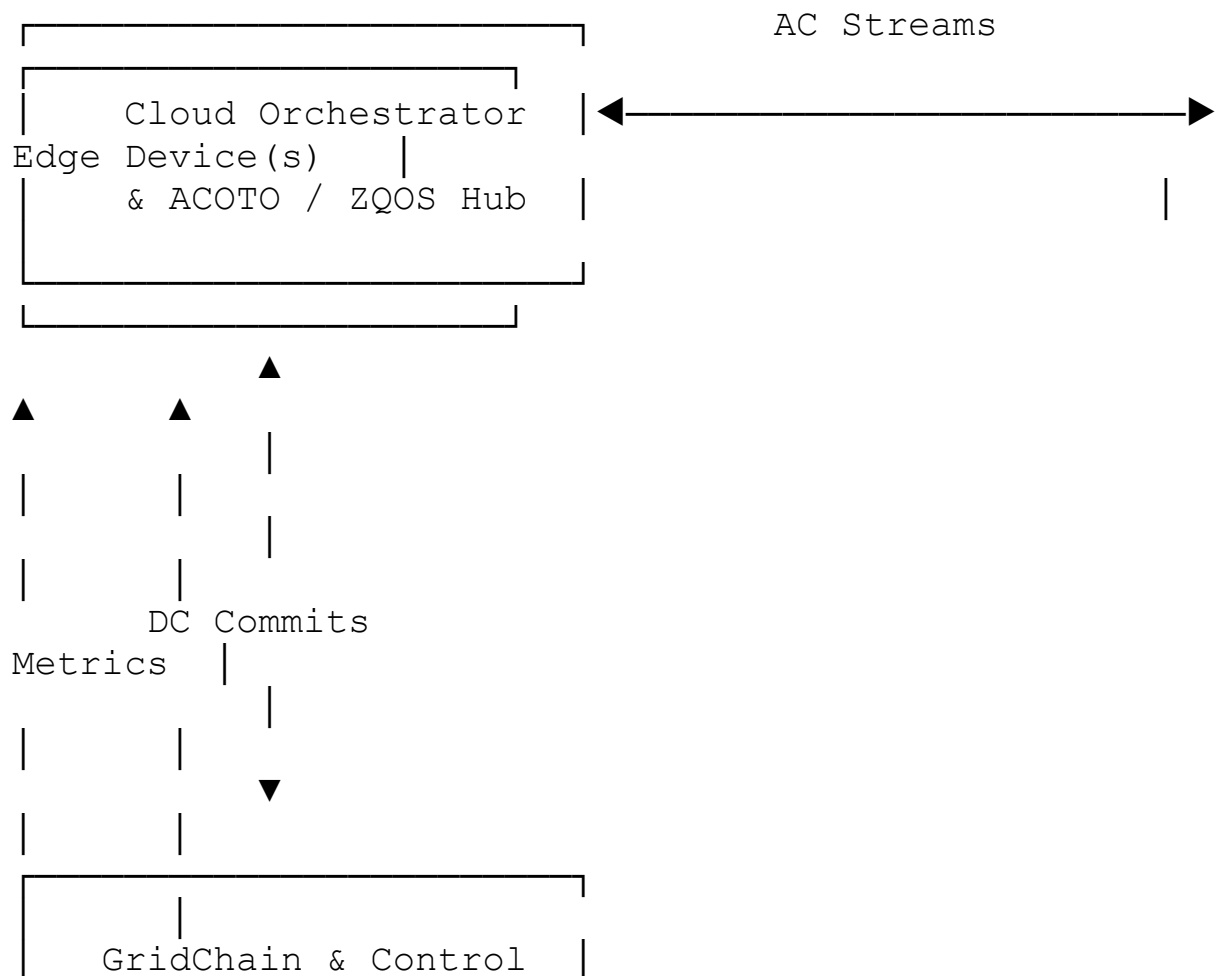 AC Streams
Cloud Orchestrator
Edge Device(s)
& ACOTO / ZQOS Hub
DC Commits
Metrics
GridChain & Control